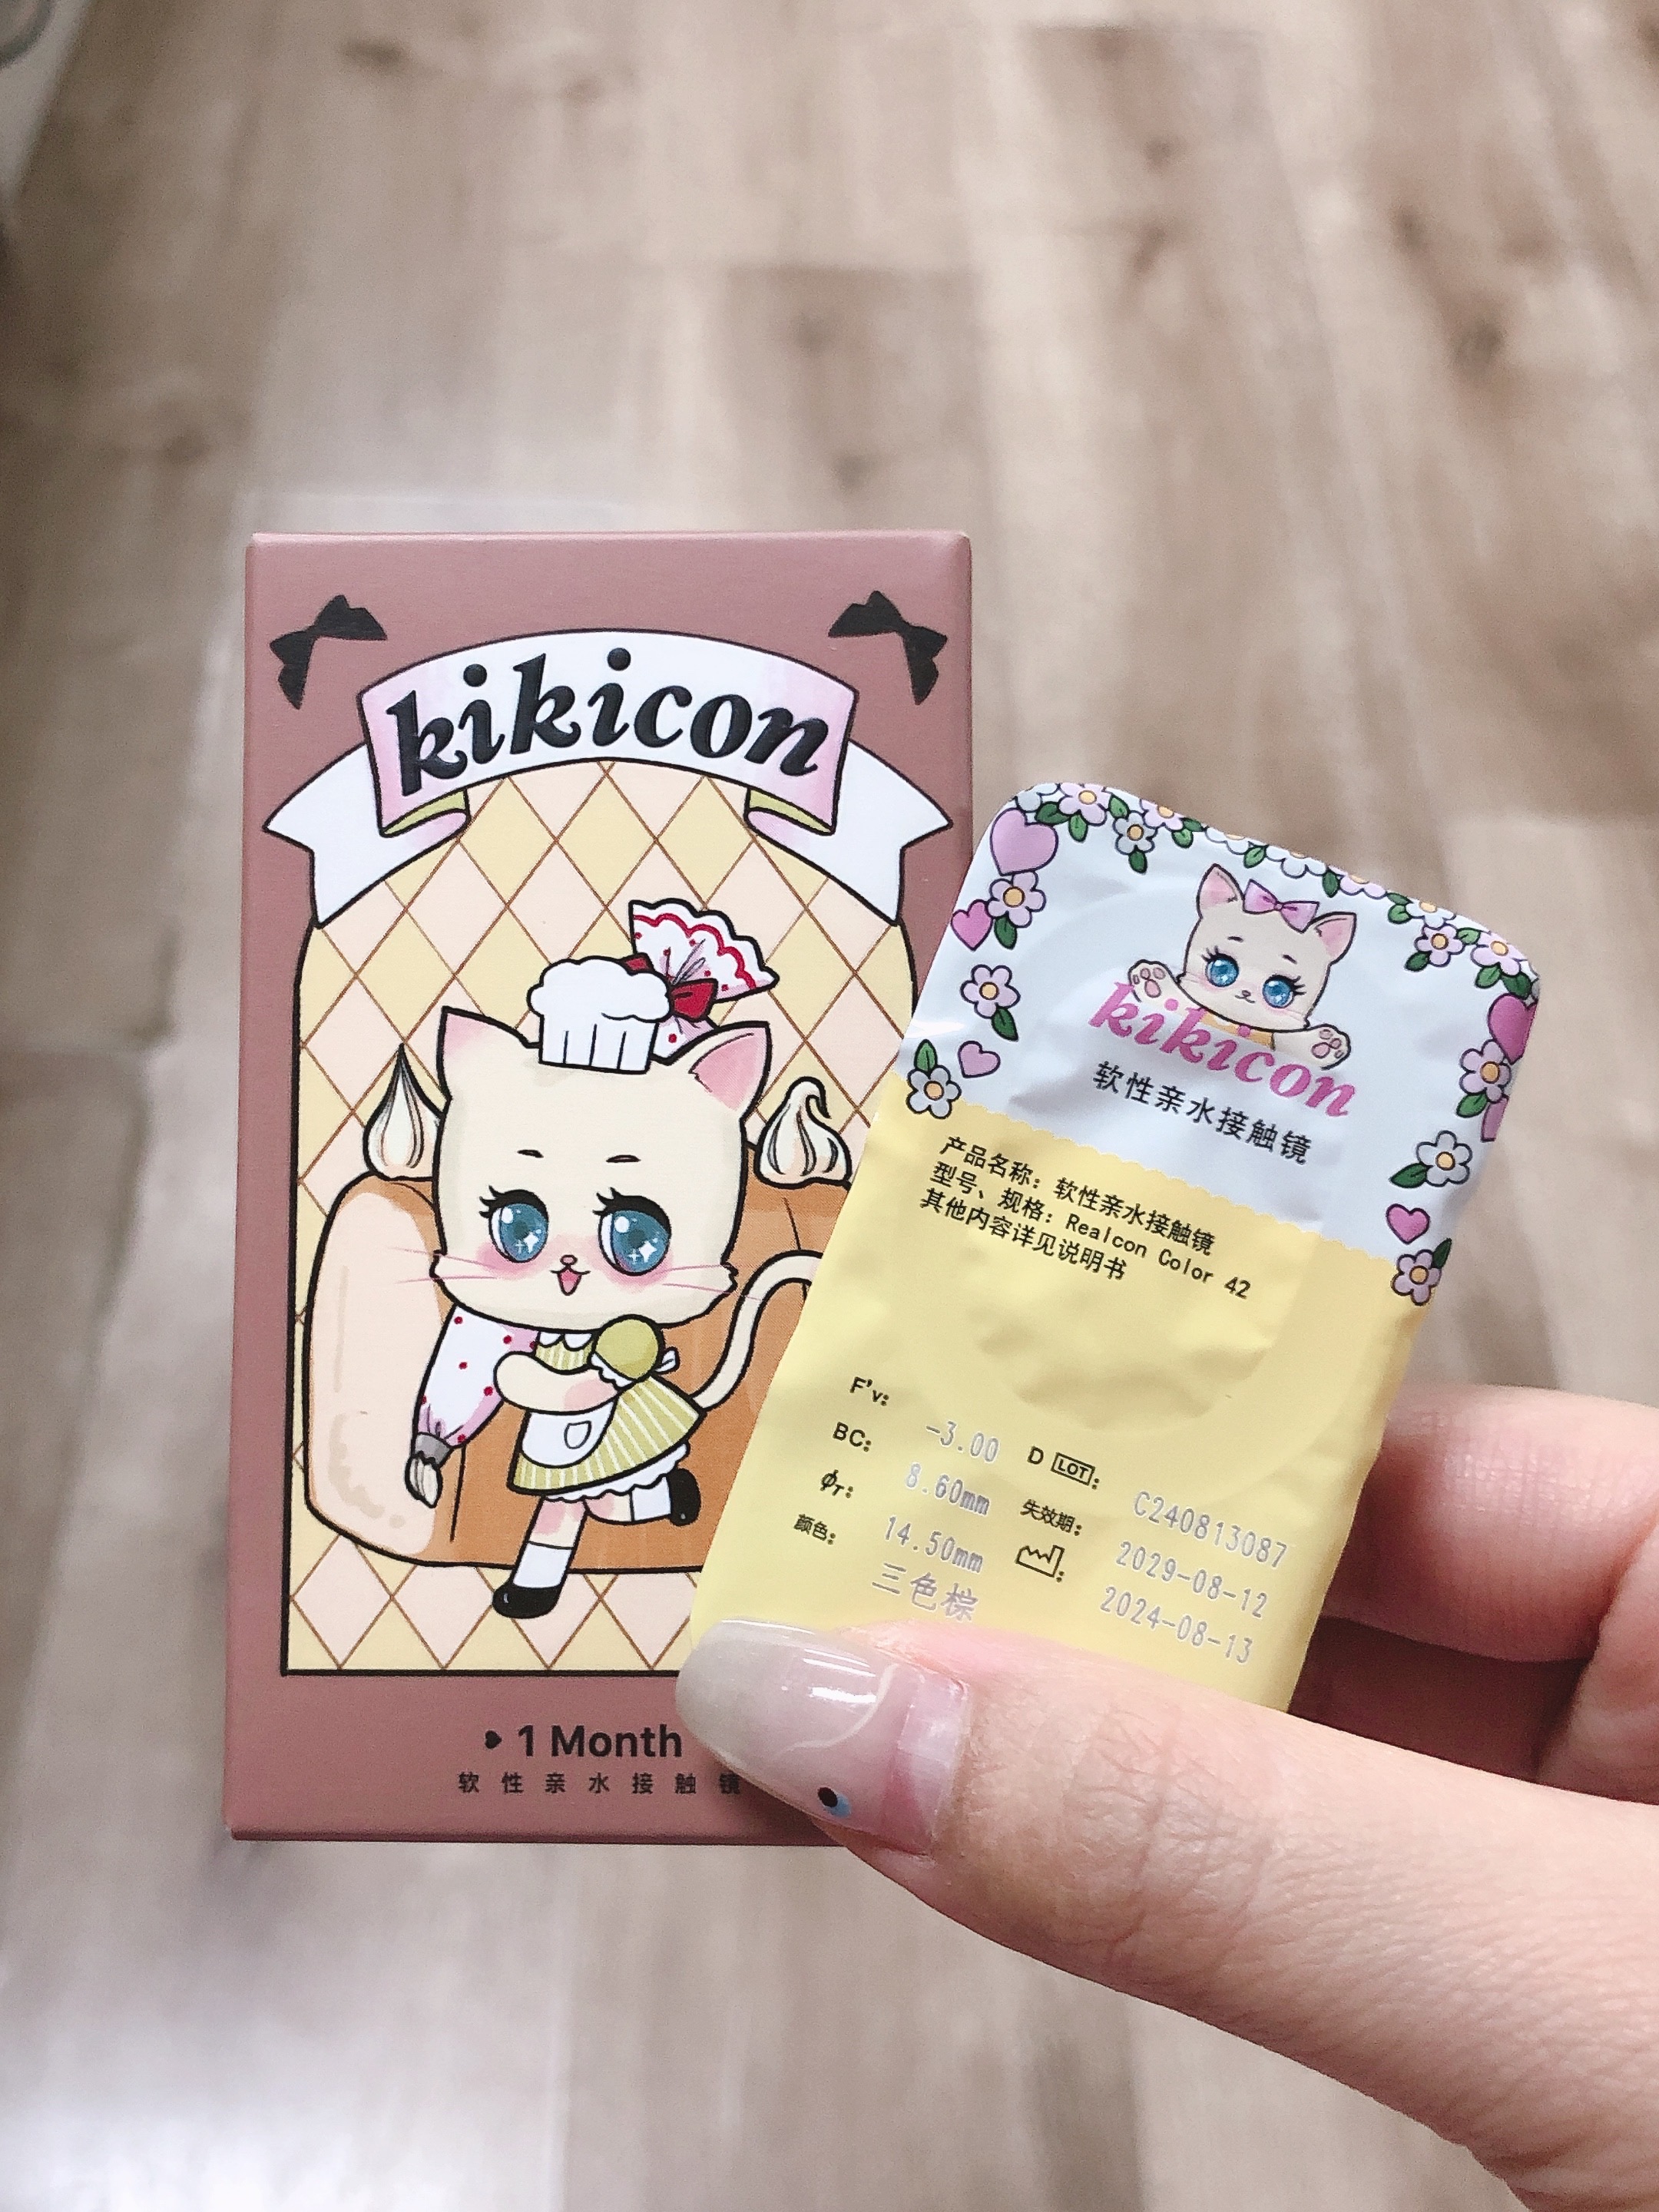 kikicon
1 Month
软性亲水接触镜
kikicon
软性亲水接触镜
产品名称：软性亲水接触镜
型号、规格：Realcon Color 42
其他内容详见说明书
F'v: -3.00 D LOT: C240813087
BC: 8.60mm 失效期: 2029-08-12
ΦT: 14.50mm : 2024-08-13
颜色: 三色棕